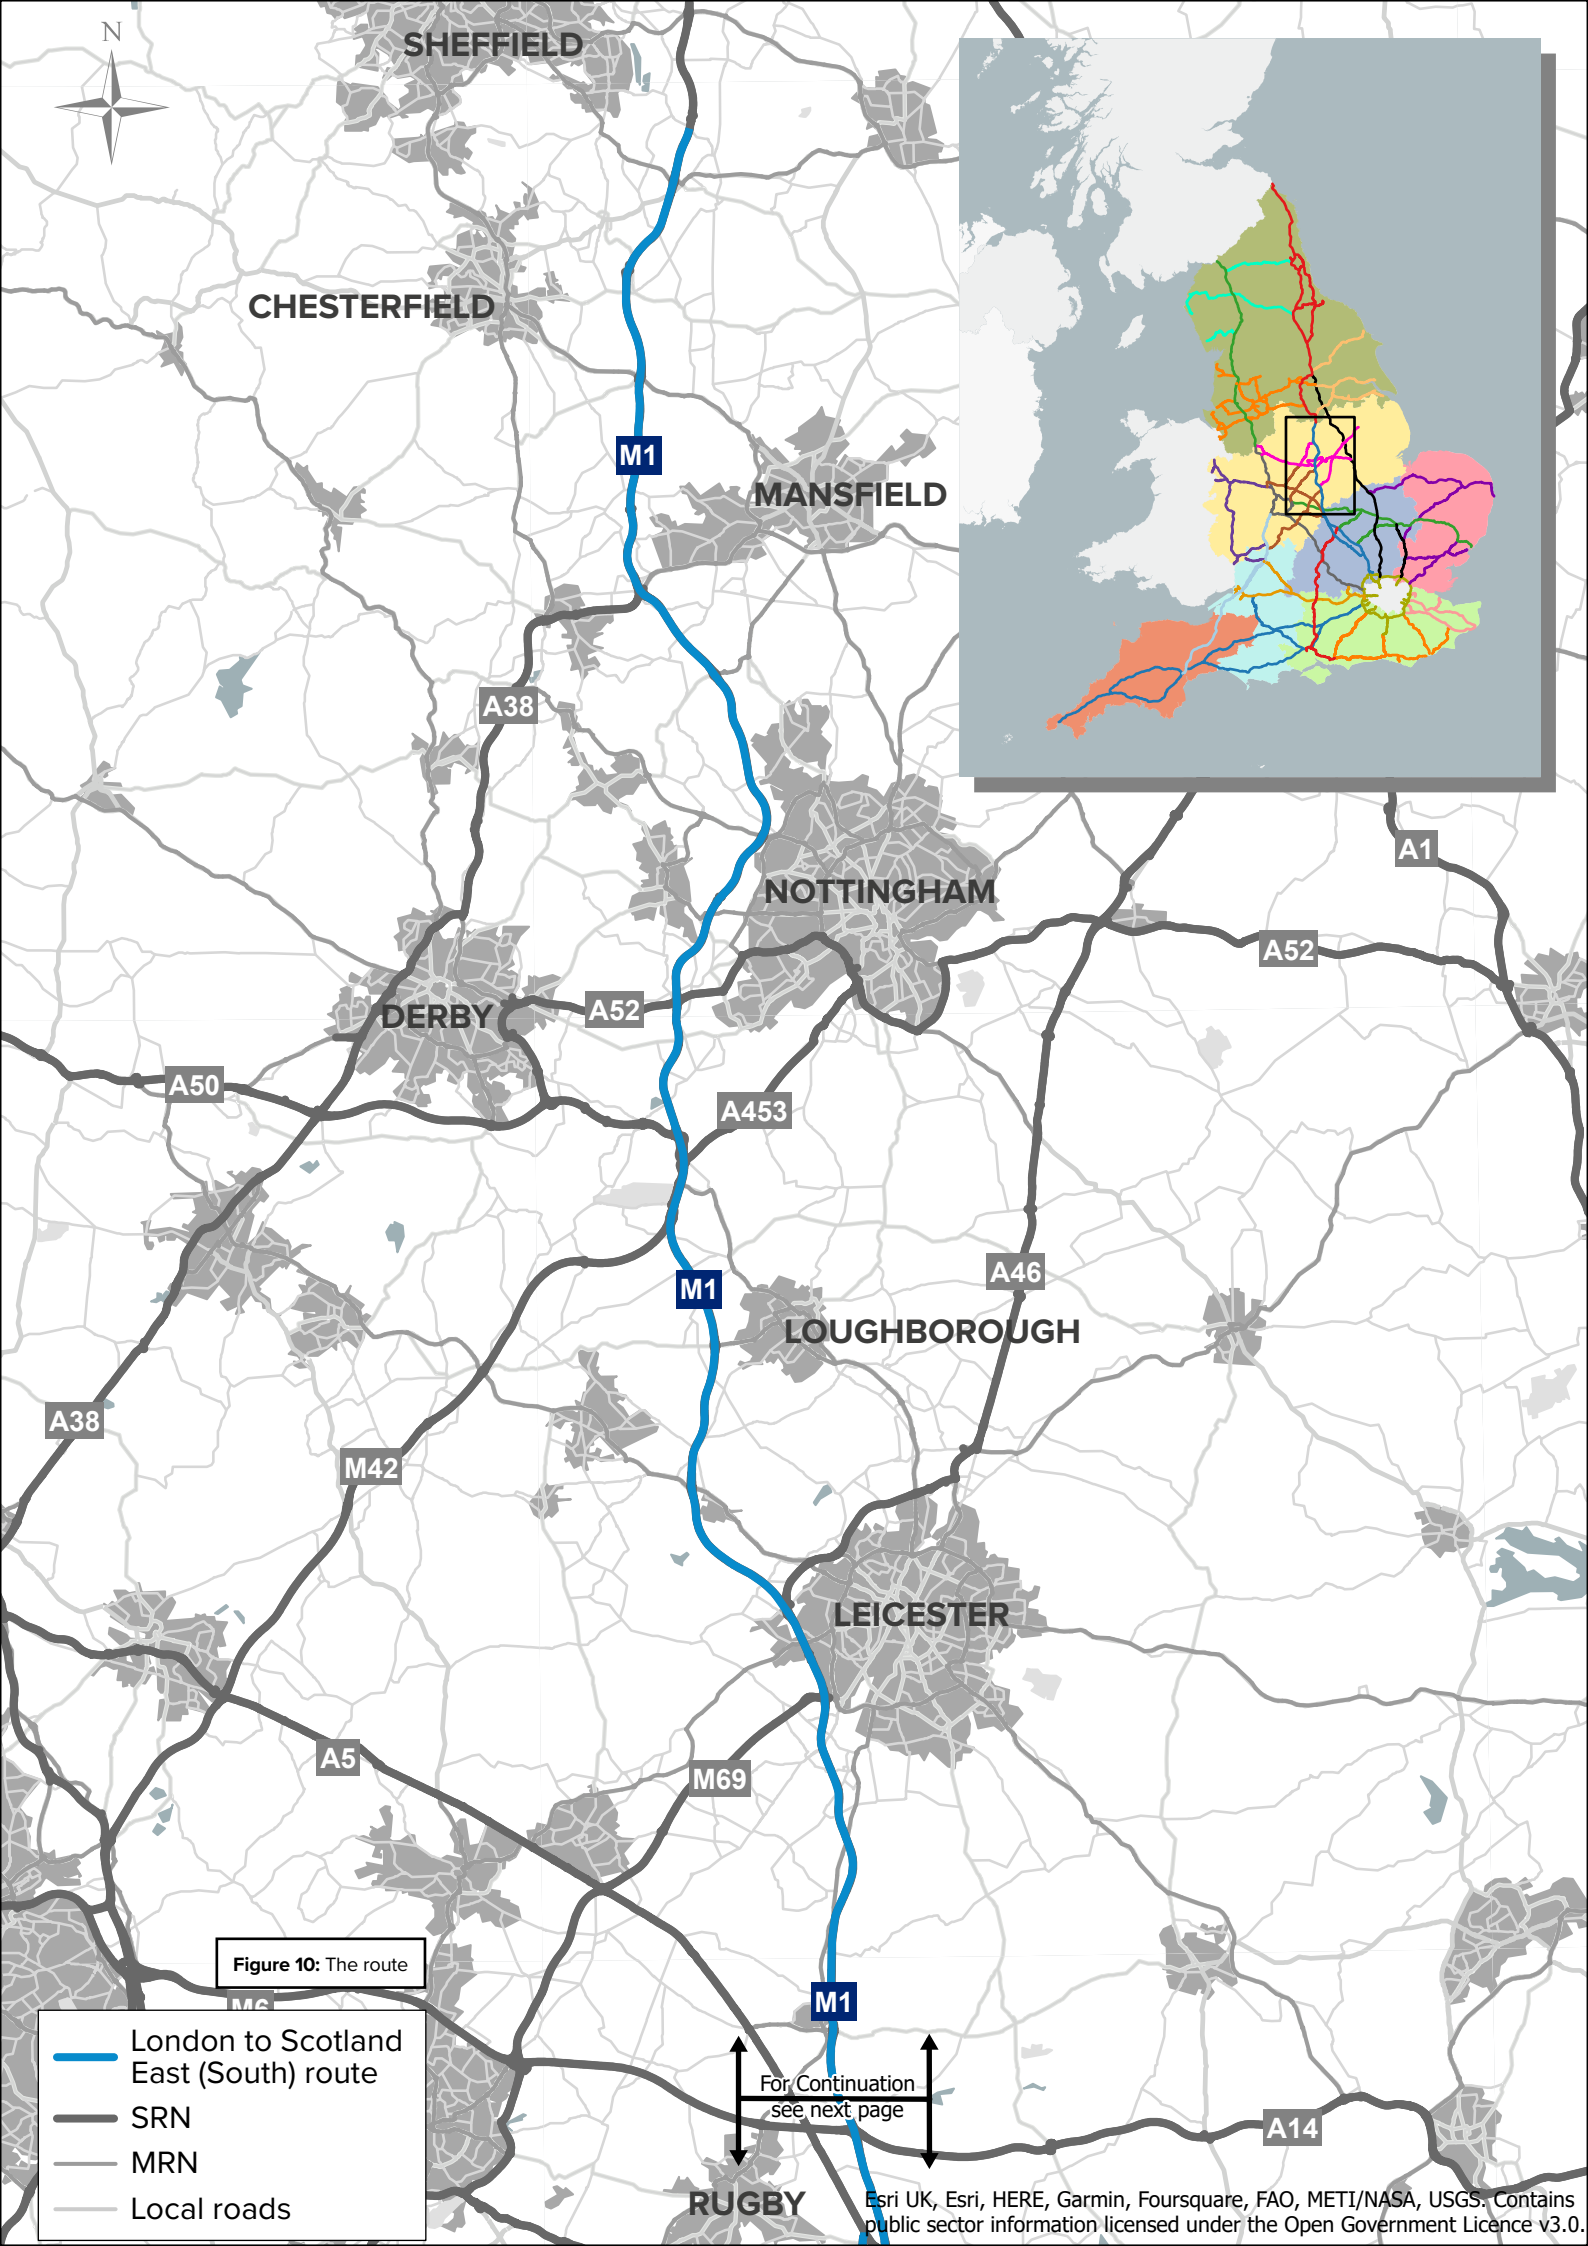 N
SHEFFIELD
CHESTERFIELD
M1
MANSFIELD
A38
A1
NOTTINGHAM
A52
A52
DERBY
A50
A453
A46
M1
LOUGHBOROUGH
A38
M42
LEICESTER
A5
M69
Figure 10: The route
M6
M1
London to Scotland
East (South) route
SRN
MRN
Local roads
For Continuation
see next page
A14
RUGBY
Esri UK, Esri, HERE, Garmin, Foursquare, FAO, METI/NASA, USGS. Contains
public sector information licensed under the Open Government Licence v3.0.